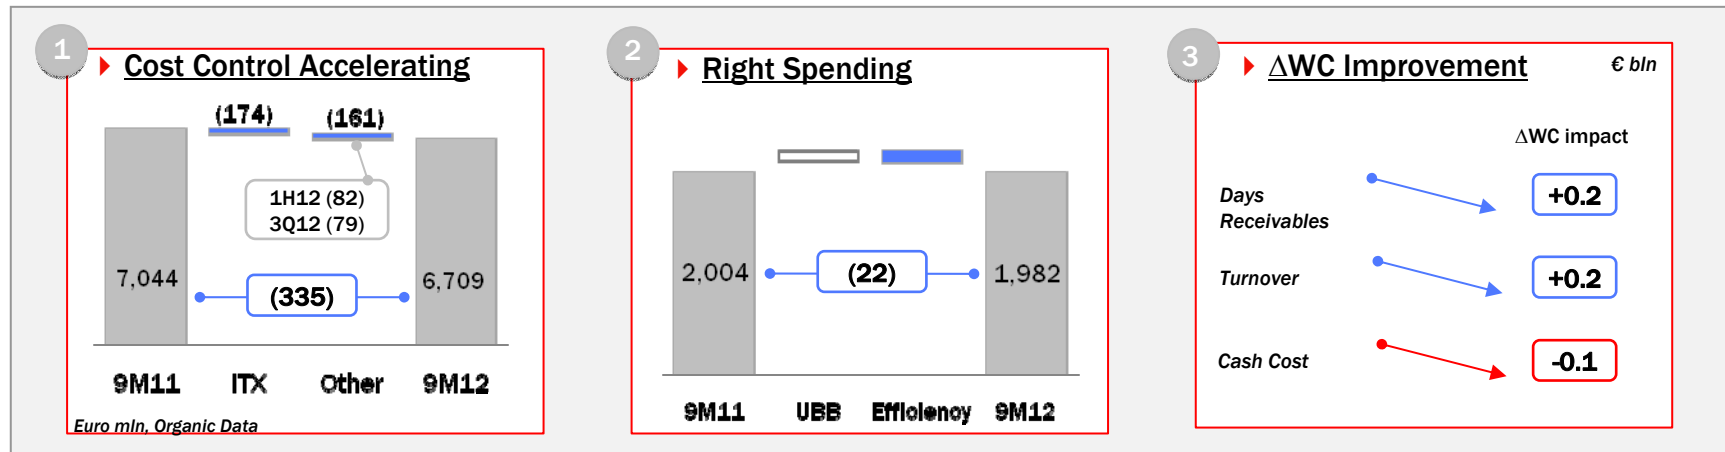 1
Cost Control Accelerating
(174)
(161)
1H12 (82)
3Q12 (79)
7,044
(335)
6,709
9M11
ITX
Other
9M12
Euro mln, Organic Data
2
Right Spending
2,004
(22)
1,982
9M11
UBB
Efficiency
9M12
3
∆WC Improvement
€ bln
∆WC impact
Days
Receivables
+0.2
Turnover
+0.2
Cash Cost
-0.1